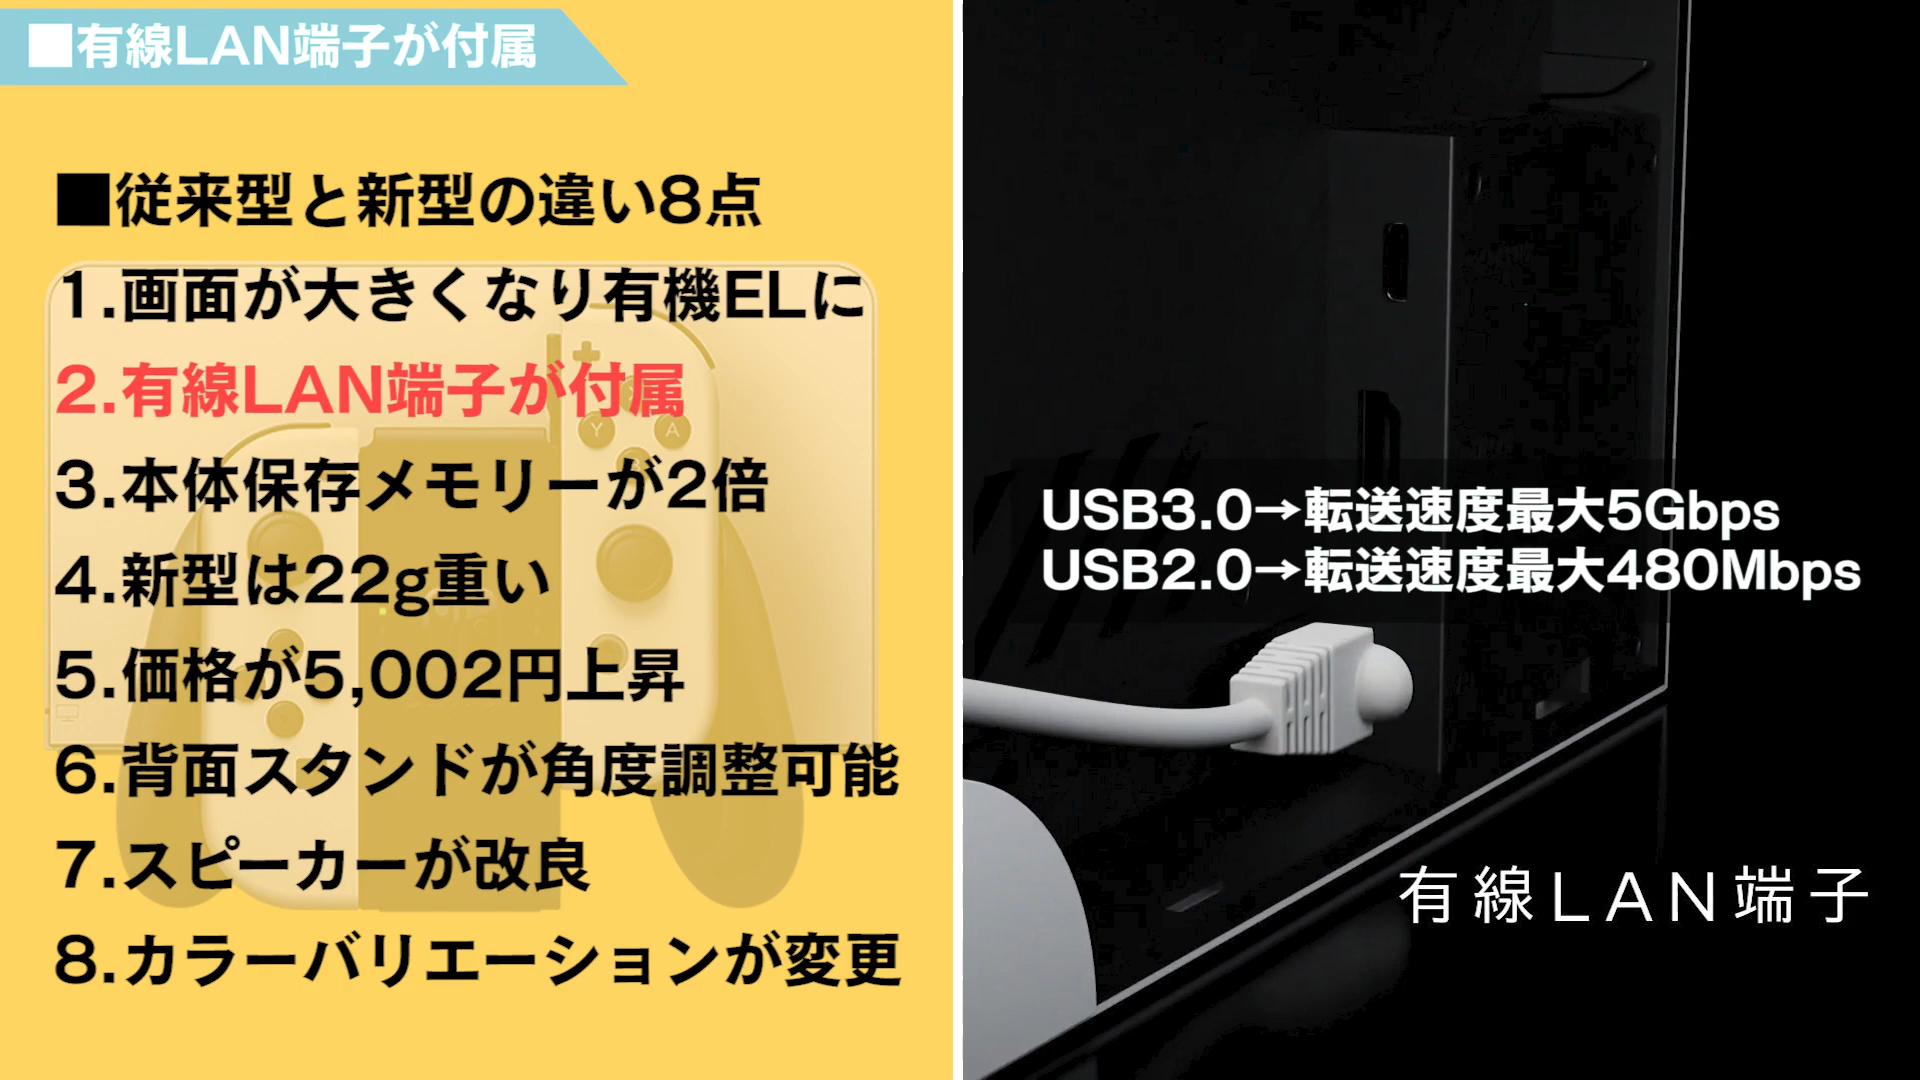 ■有線LAN端子が付属
■従来型と新型の違い8点
1.画面が大きくなり有機ELに
2.有線LAN端子が付属
3.本体保存メモリーが2倍
4.新型は22g重い
5.価格が5,002円上昇
6.背面スタンドが角度調整可能
7.スピーカーが改良
8.カラーバリエーションが変更
Y
A
USB3.0→転送速度最大5Gbps
USB2.0→転送速度最大480Mbps
有線LAN端子